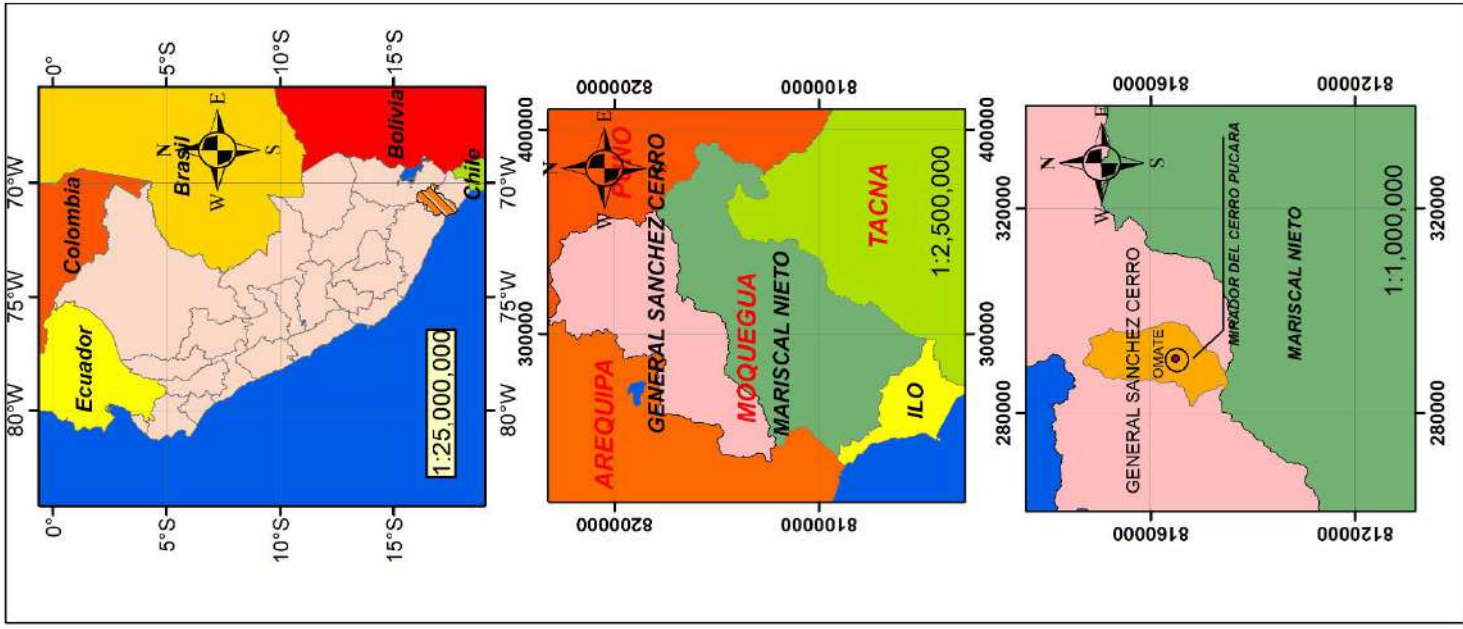 80°W 75°W 70°W
0° 0°
Colombia
Ecuador
5°S 5°S
N
Brasil
W E
S
10°S 10°S
15°S 15°S
Bolivia
1:25,000,000
Chile
80°W 75°W 70°W
300000 400000
N
W E
S
AREQUIPA
PUNO
8200000 8200000
GENERAL SANCHEZ CERRO
MOQUEGUA
MARISCAL NIETO
8100000 8100000
TACNA
ILO
1:2,500,000
300000 400000
280000 320000
N
W E
S
GENERAL SANCHEZ CERRO
OMATE
8160000 8160000
MIRADOR DEL CERRO PUCARA
MARISCAL NIETO
8120000 8120000
1:1,000,000
280000 320000